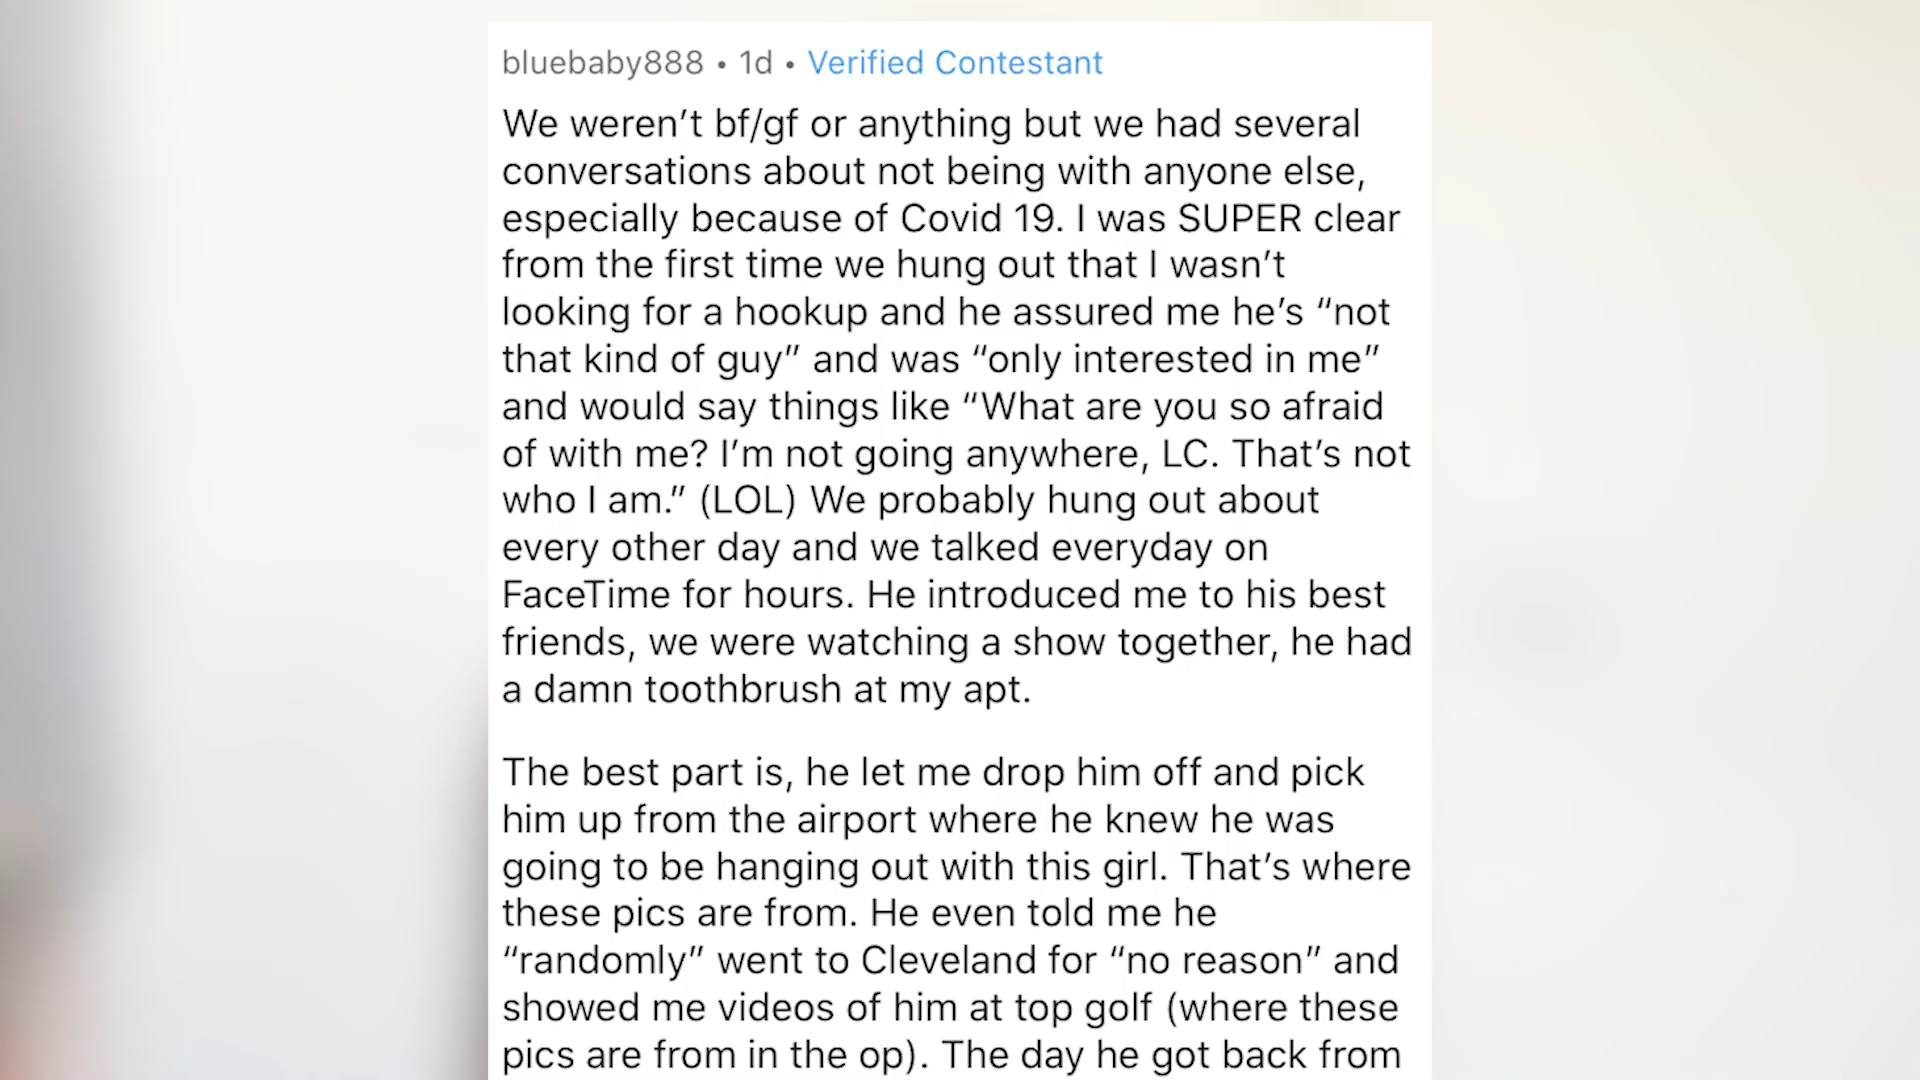 bluebaby888 • 1d • Verified Contestant
We weren’t bf/gf or anything but we had several
conversations about not being with anyone else,
especially because of Covid 19. I was SUPER clear
from the first time we hung out that I wasn’t
looking for a hookup and he assured me he’s “not
that kind of guy” and was “only interested in me”
and would say things like “What are you so afraid
of with me? I’m not going anywhere, LC. That’s not
who I am.” (LOL) We probably hung out about
every other day and we talked everyday on
FaceTime for hours. He introduced me to his best
friends, we were watching a show together, he had
a damn toothbrush at my apt.
The best part is, he let me drop him off and pick
him up from the airport where he knew he was
going to be hanging out with this girl. That’s where
these pics are from. He even told me he
“randomly” went to Cleveland for “no reason” and
showed me videos of him at top golf (where these
pics are from in the op). The day he got back from